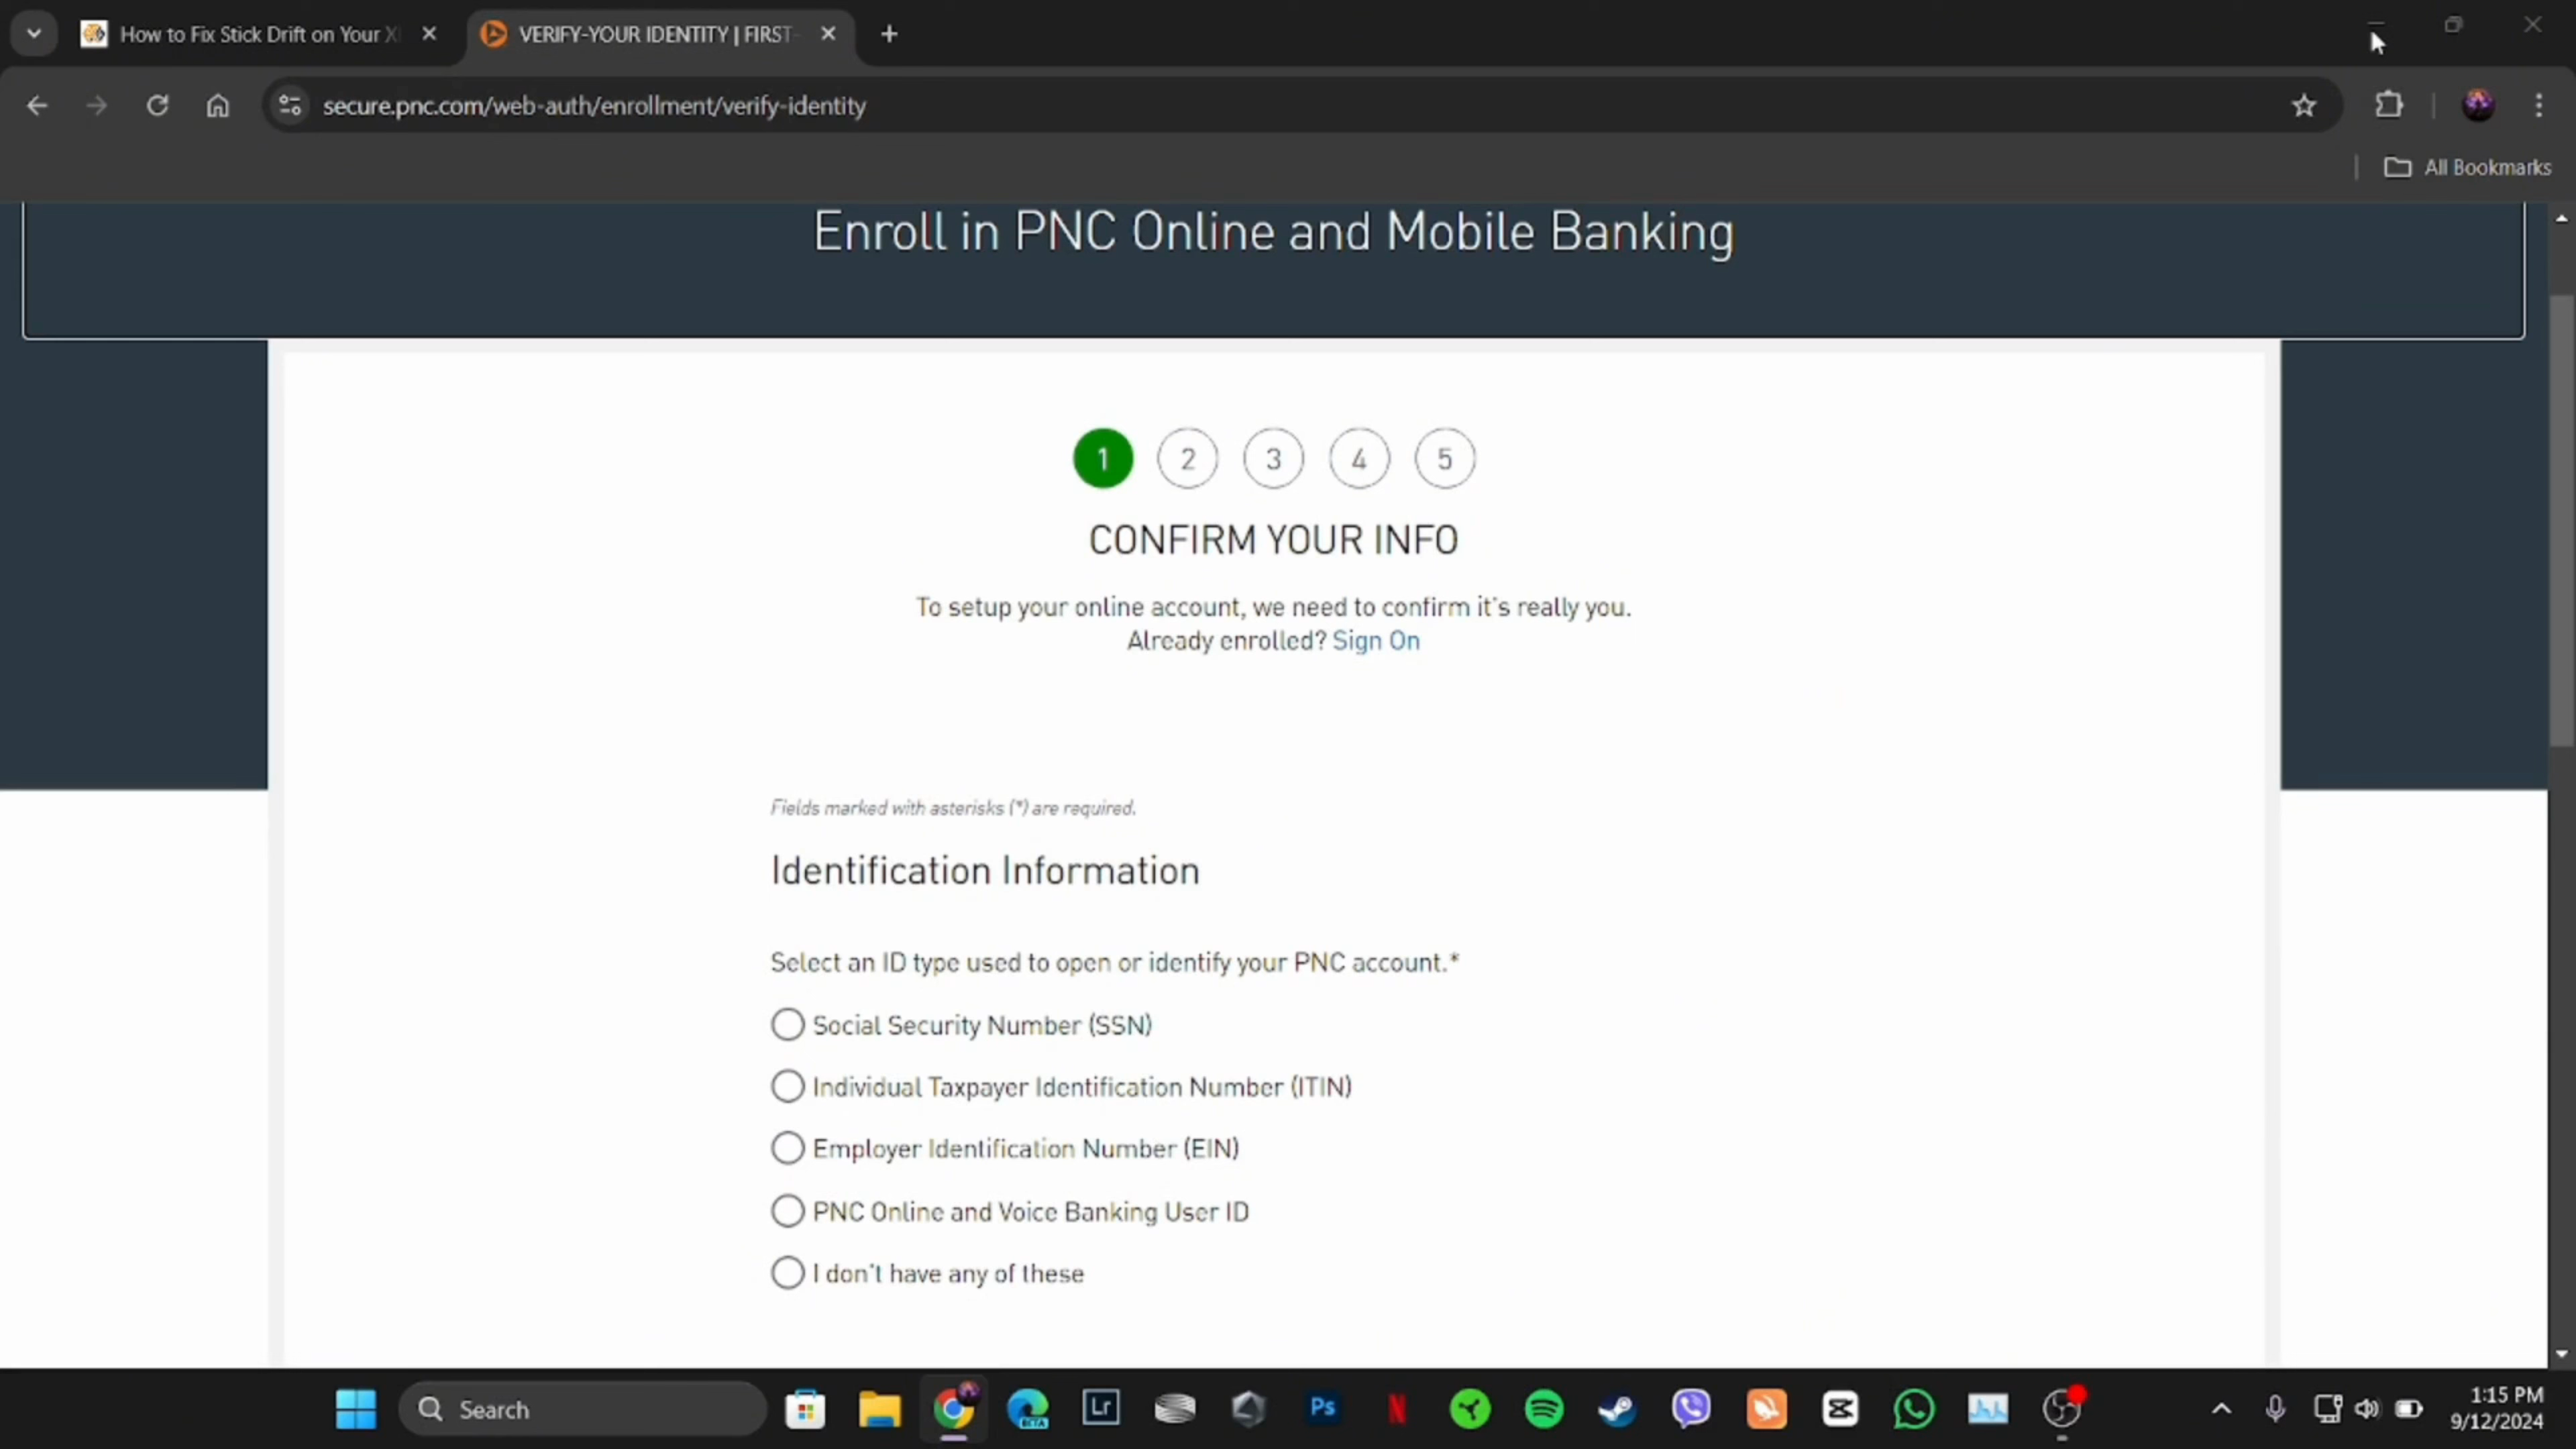 How to Fix Stick Drift on Your X
VERIFY-YOUR IDENTITY | FIRST-
secure.pnc.com/web-auth/enrollment/verify-identity
All Bookmarks
Enroll in PNC Online and Mobile Banking
1 2 3 4 5
CONFIRM YOUR INFO
To setup your online account, we need to confirm it's really you.
Already enrolled? Sign On
Fields marked with asterisks (*) are required.
Identification Information
Select an ID type used to open or identify your PNC account.*
Social Security Number (SSN)
Individual Taxpayer Identification Number (ITIN)
Employer Identification Number (EIN)
PNC Online and Voice Banking User ID
I don't have any of these
Search
BETA
Lr
Ps
N
1:15 PM
9/12/2024